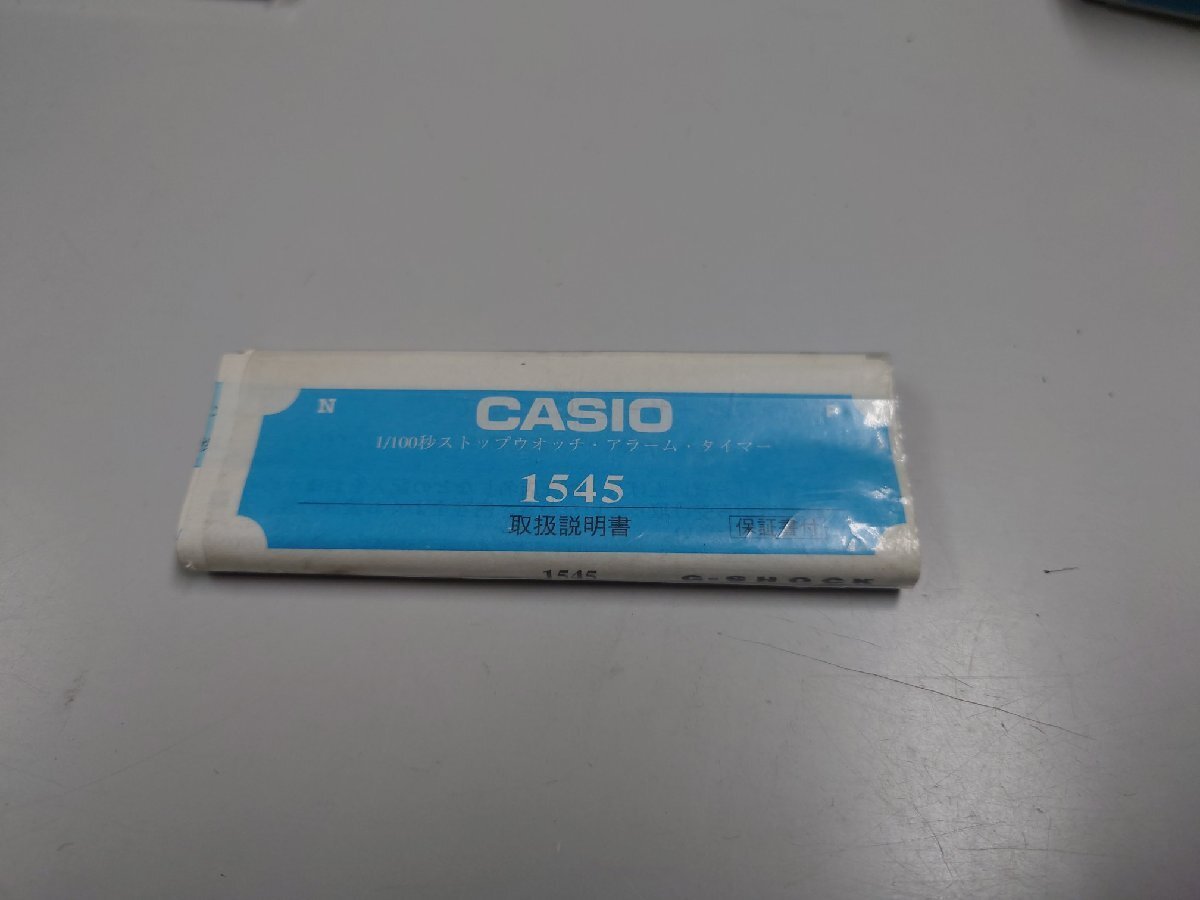 N
CASIO
1/100秒ストップウオッチ・アラーム・タイマー
1545
取扱説明書 保証書付
1545 G-SHOCK